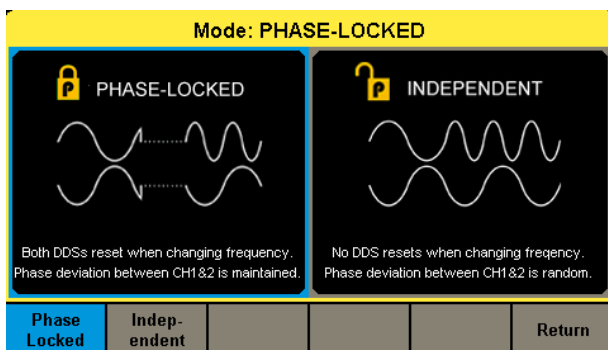 Mode: PHASE-LOCKED
P PHASE-LOCKED
Both DDSs reset when changing frequency.
Phase deviation between CH1&2 is maintained.
P INDEPENDENT
No DDS resets when changing freqency.
Phase deviation between CH1&2 is random.
Phase
Locked
Indep-
endent
Return